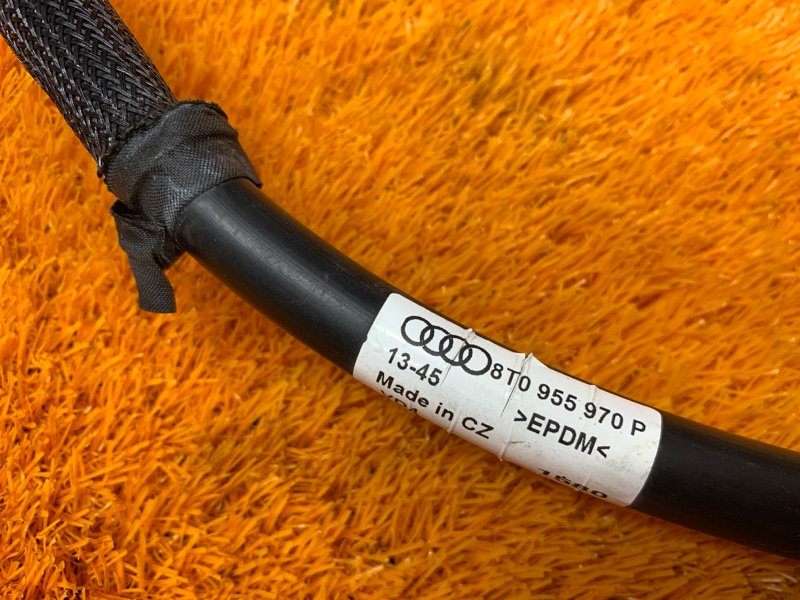 8T0 955 970 P
13-45
>EPDM<
Made in CZ